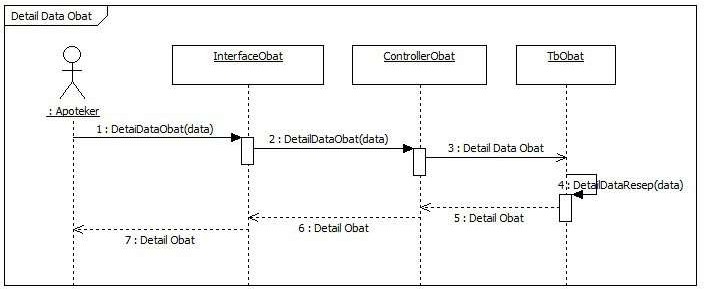 Detail Data Obat
InterfaceObat
ControllerObat
TbObat
: Apoteker
1 : DetaiDataObat(data)
2 : DetailDataObat(data)
3 : Detail Data Obat
4 : DetailDataResep(data)
5 : Detail Obat
6 : Detail Obat
7 : Detail Obat